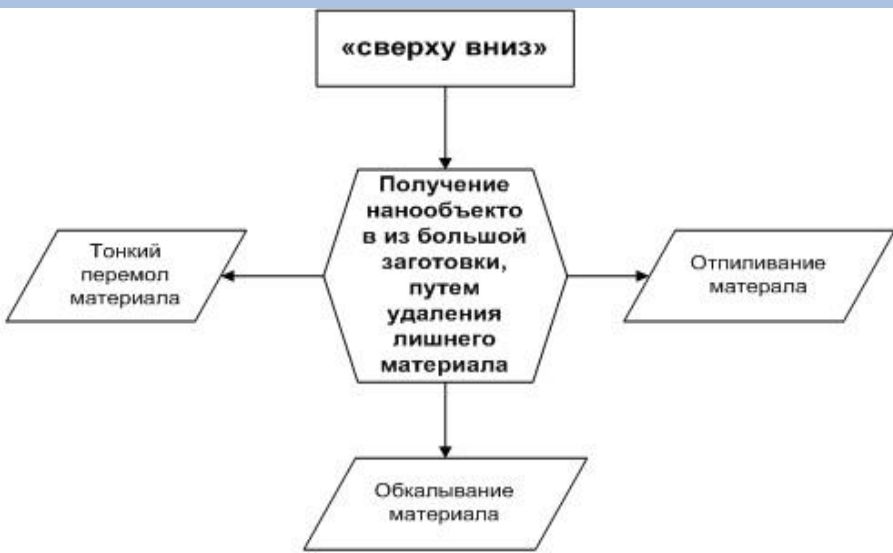 «сверху вниз»
Получение
нанообъекто
в из большой
заготовки,
путем
удаления
лишнего
материала
Тонкий
перемол
материала
Отпиливание
матерала
Обкалывание
материала